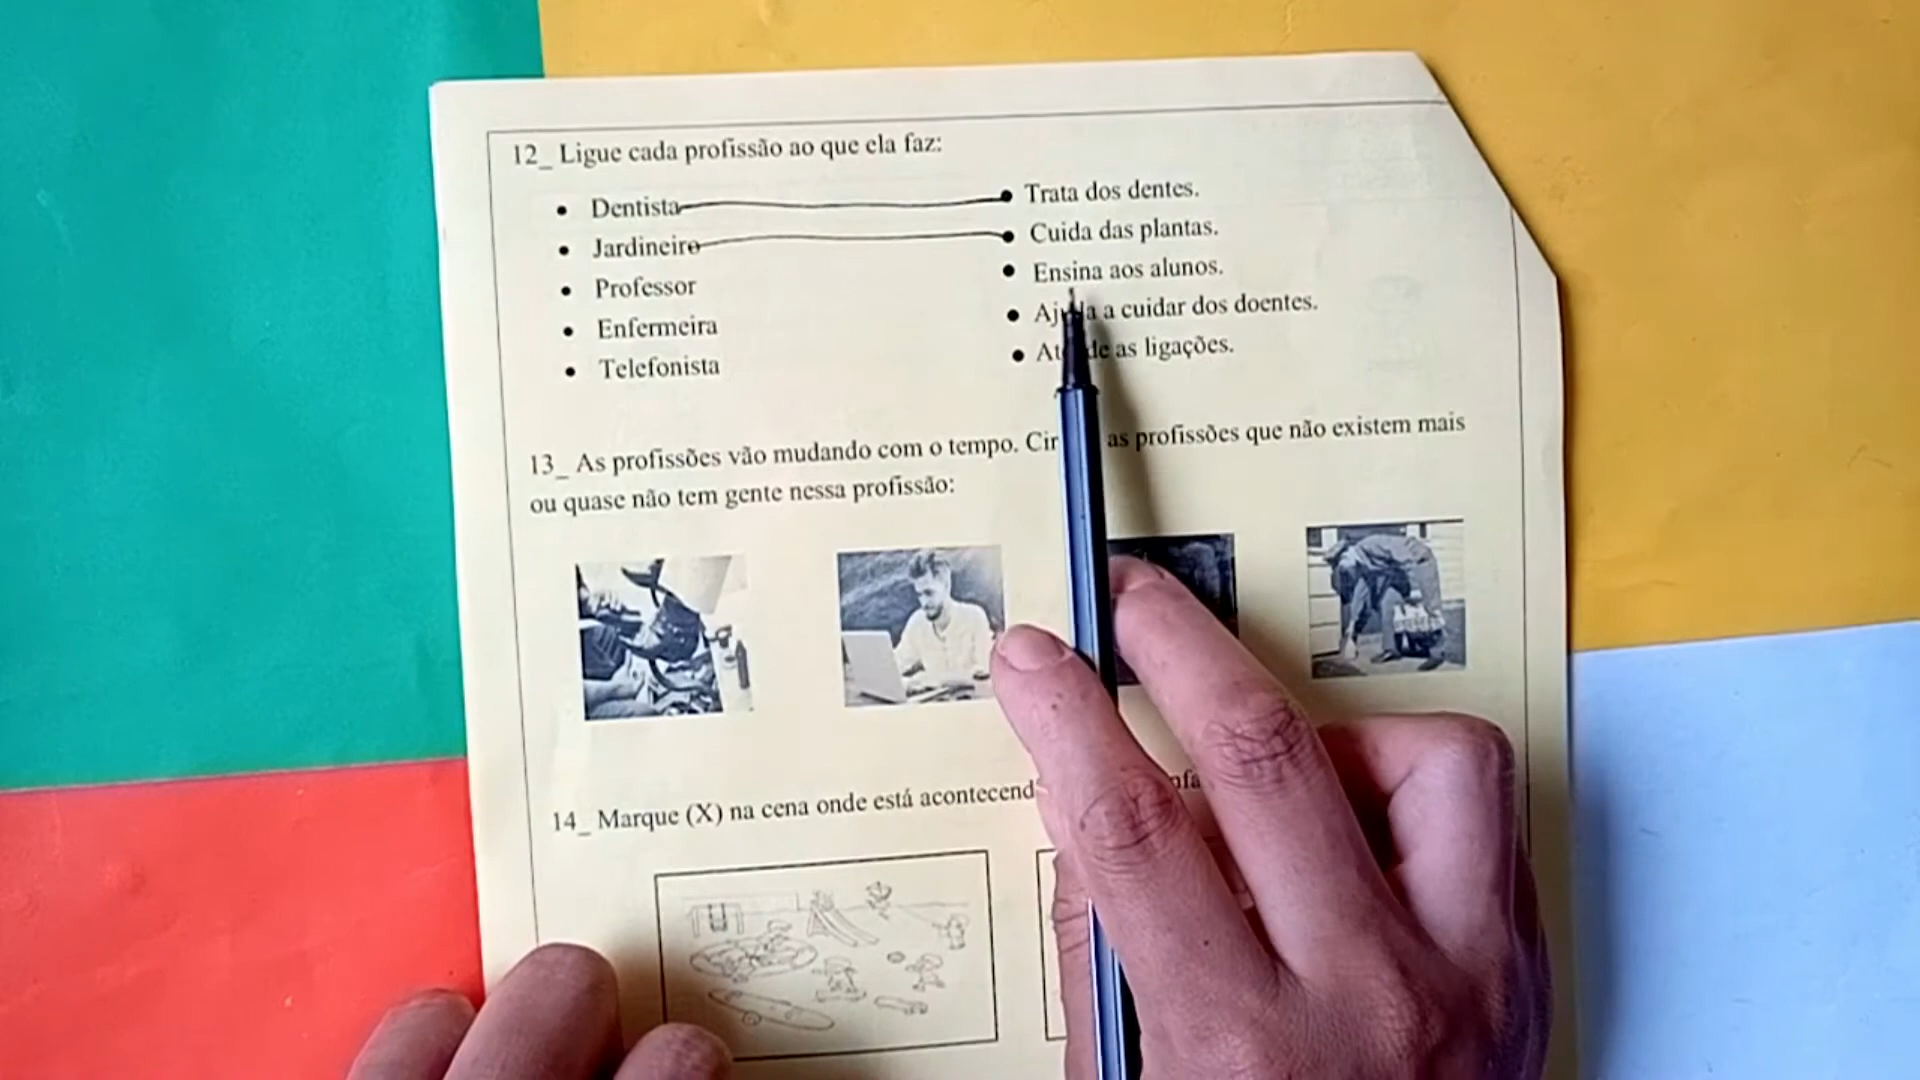 12_ Ligue cada profissão ao que ela faz:
• Dentista
• Jardineiro
• Professor
• Enfermeira
• Telefonista
• Trata dos dentes.
• Cuida das plantas.
• Ensina aos alunos.
• a cuidar dos doentes.
• as ligações.
13_ As profissões vão mudando com o tempo. as profissões que não existem mais
ou quase não tem gente nessa profissão:
14_ Marque (X) na cena onde está